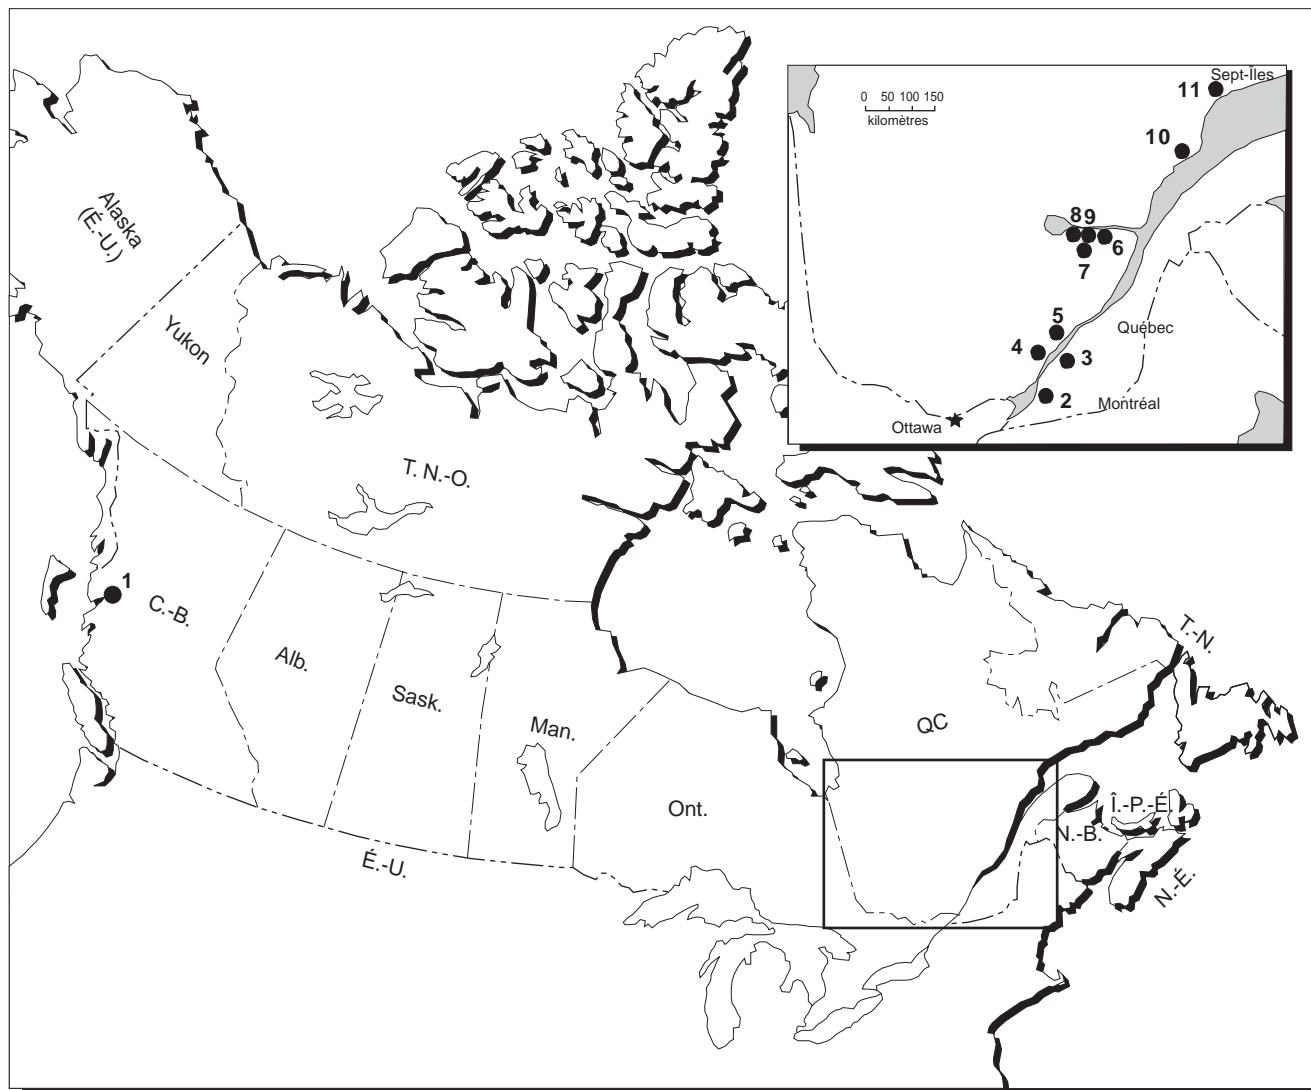 Sept-Îles
11
0 50 100 150
kilomètres
10
8 9
6
7
5
Québec
4
3
2
Montréal
Ottawa
Alaska
(É.-U.)
Yukon
T. N.-O.
1
C.-B.
Alb.
Sask.
Man.
Ont.
QC
T.-N.
Î.-P.-É.
N.-B.
N.-É.
É.-U.